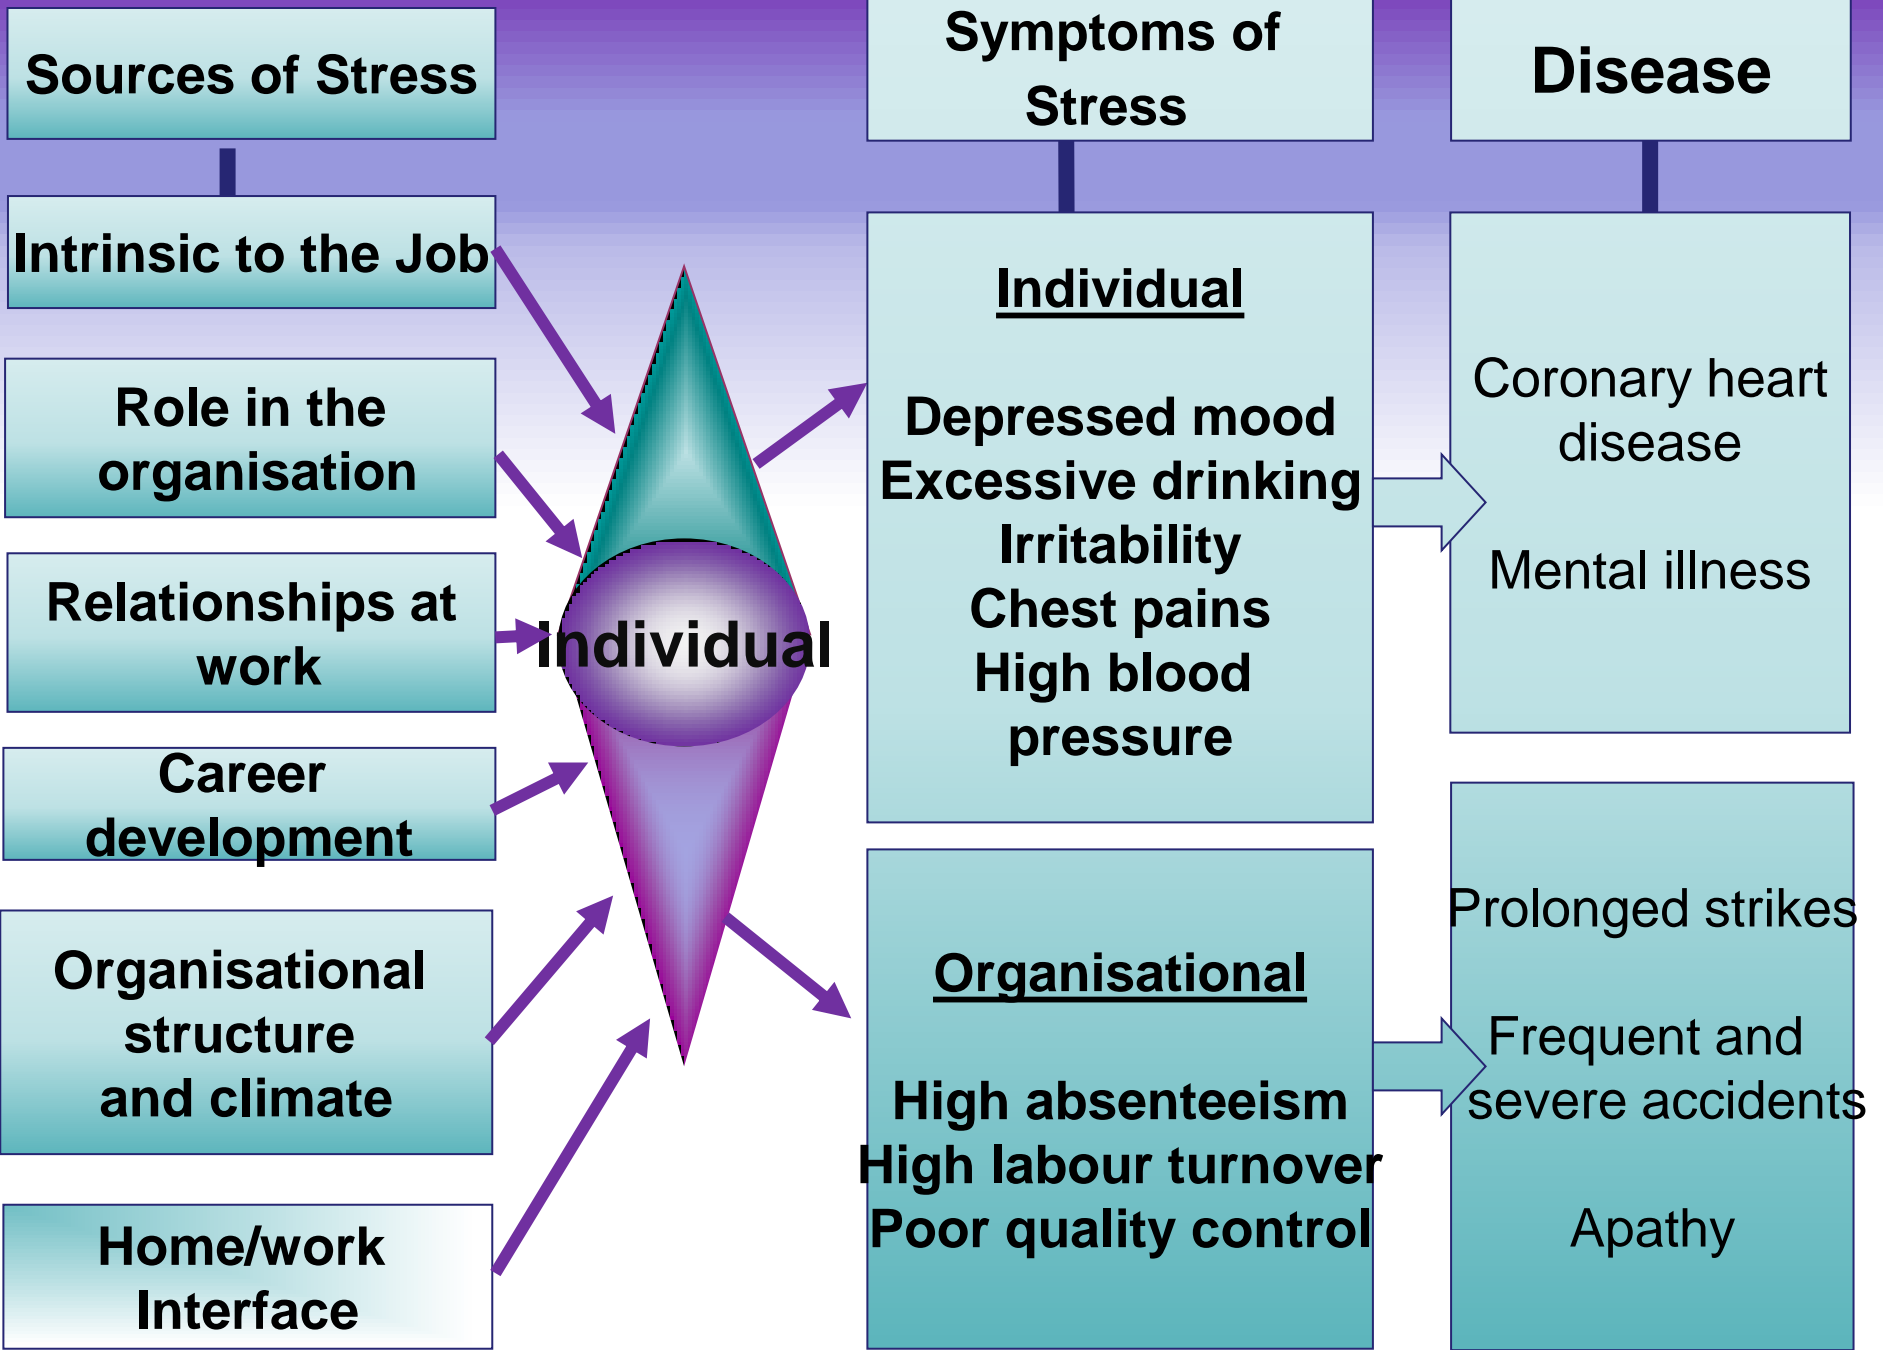 Sources of Stress
Intrinsic to the Job
Role in the
organisation
Relationships at
work
Career
development
Organisational
structure
and climate
Home/work
Interface
Individual
Symptoms of
Stress
Individual
Depressed mood
Excessive drinking
Irritability
Chest pains
High blood
pressure
Organisational
High absenteeism
High labour turnover
Poor quality control
Disease
Coronary heart
disease
Mental illness
Prolonged strikes
Frequent and
severe accidents
Apathy